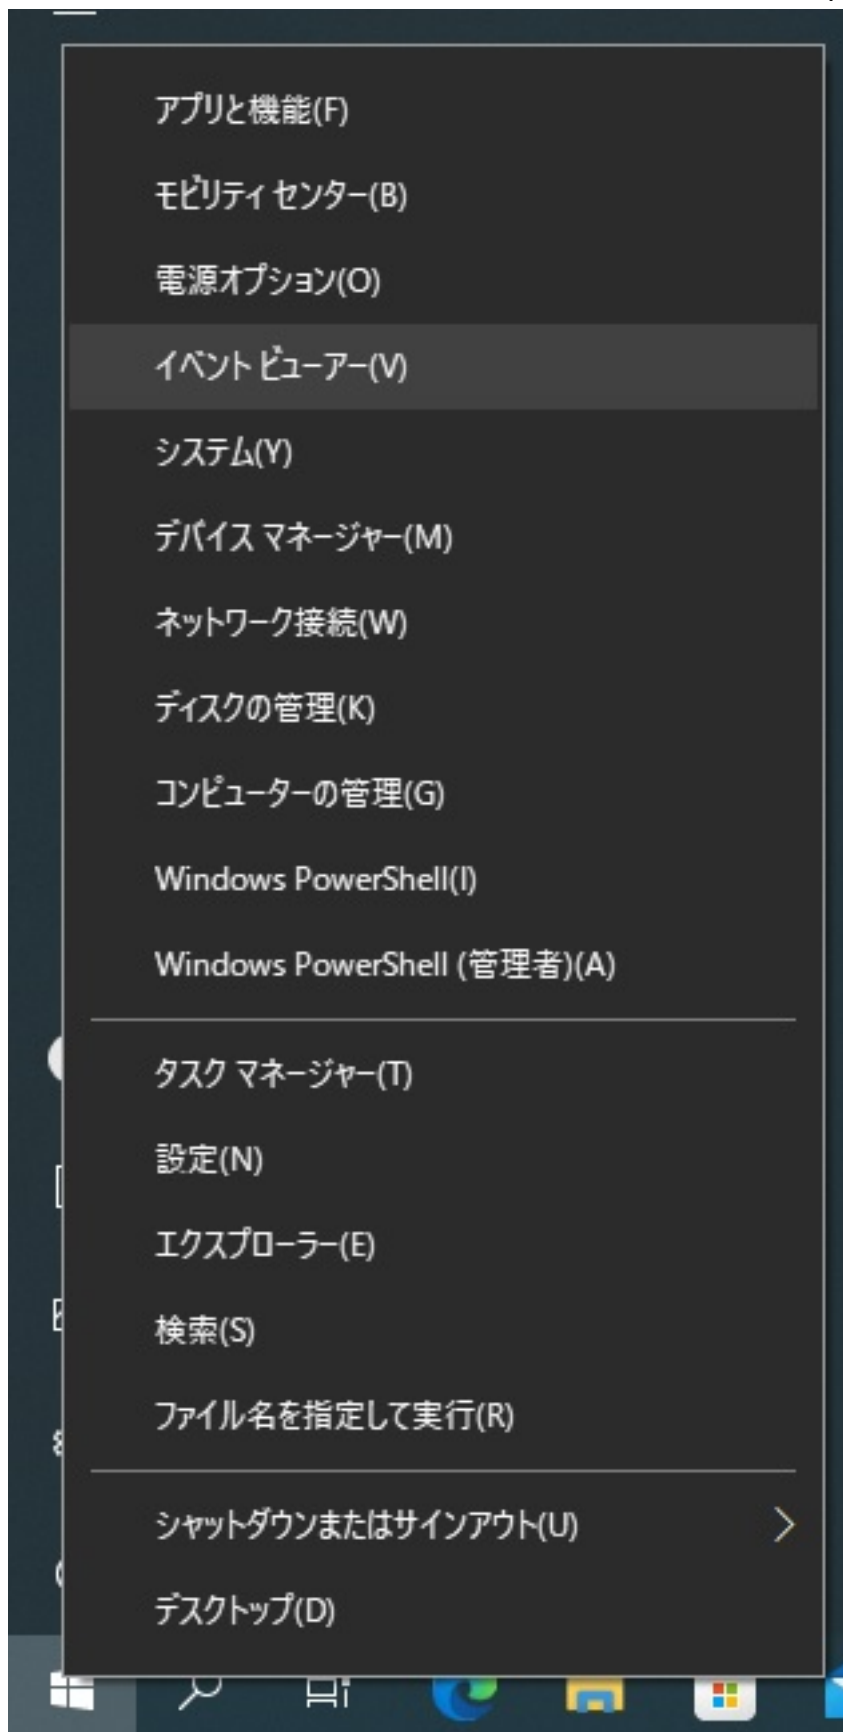 アプリと機能(F)
モビリティ センター(B)
電源オプション(O)
イベント ビューアー(V)
システム(Y)
デバイス マネージャー(M)
ネットワーク接続(W)
ディスクの管理(K)
コンピューターの管理(G)
Windows PowerShell(I)
Windows PowerShell (管理者)(A)
タスク マネージャー(T)
設定(N)
エクスプローラー(E)
検索(S)
ファイル名を指定して実行(R)
シャットダウンまたはサインアウト(U)
デスクトップ(D)